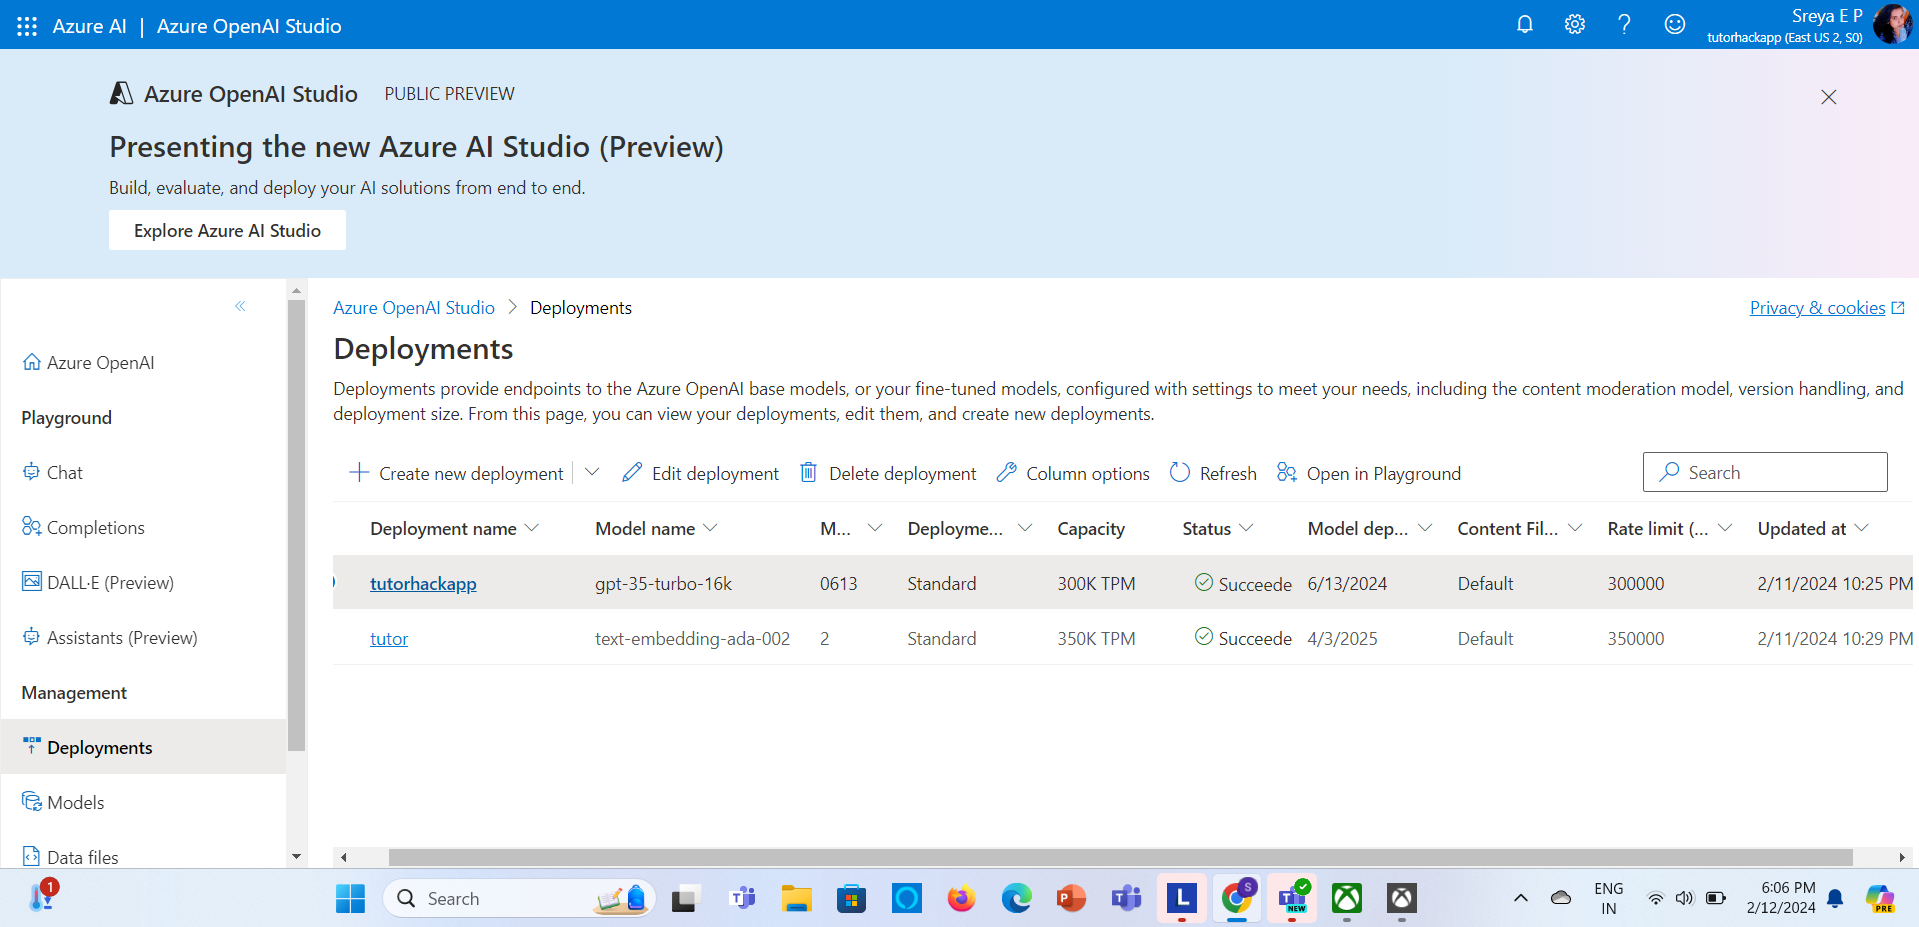 Azure AI | Azure OpenAI Studio
Sreya E P
tutorhackapp (East US 2, S0)
Azure OpenAI Studio PUBLIC PREVIEW
Presenting the new Azure AI Studio (Preview)
Build, evaluate, and deploy your AI solutions from end to end.
Explore Azure AI Studio
Azure OpenAI
Playground
Chat
Completions
DALL·E (Preview)
Assistants (Preview)
Management
Deployments
Models
Data files
Azure OpenAI Studio > Deployments
Privacy & cookies
Deployments
Deployments provide endpoints to the Azure OpenAI base models, or your fine-tuned models, configured with settings to meet your needs, including the content moderation model, version handling, and
deployment size. From this page, you can view your deployments, edit them, and create new deployments.
Create new deployment Edit deployment Delete deployment Column options Refresh Open in Playground Search
Deployment name Model name M... Deployme... Capacity Status Model dep... Content Fil... Rate limit (... Updated at
tutorhackapp gpt-35-turbo-16k 0613 Standard 300K TPM Succeede 6/13/2024 Default 300000 2/11/2024 10:25 PM
tutor text-embedding-ada-002 2 Standard 350K TPM Succeede 4/3/2025 Default 350000 2/11/2024 10:29 PM
1
Search
L
S
NEW
ENG
IN
6:06 PM
2/12/2024
PRE